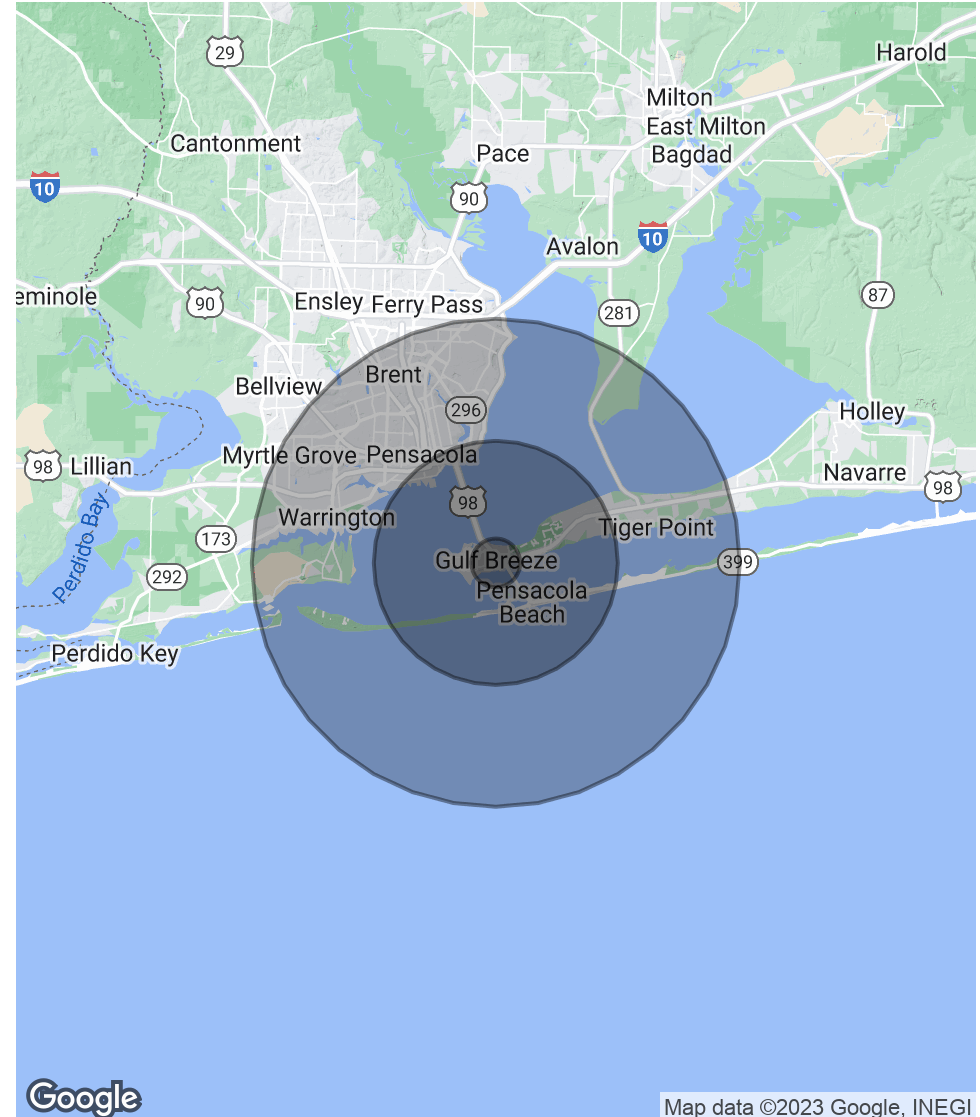 29
Harold
Milton
East Milton
Bagdad
Cantonment
Pace
10
90
10
Avalon
eminole
90
Ensley
Ferry Pass
281
87
Bellview
Brent
296
Holley
Myrtle Grove
Pensacola
98
Lillian
Navarre
98
98
Warrington
Tiger Point
173
Perdido Bay
Gulf Breeze
399
292
Pensacola
Beach
Perdido Key
Google
Map data ©2023 Google, INEGI